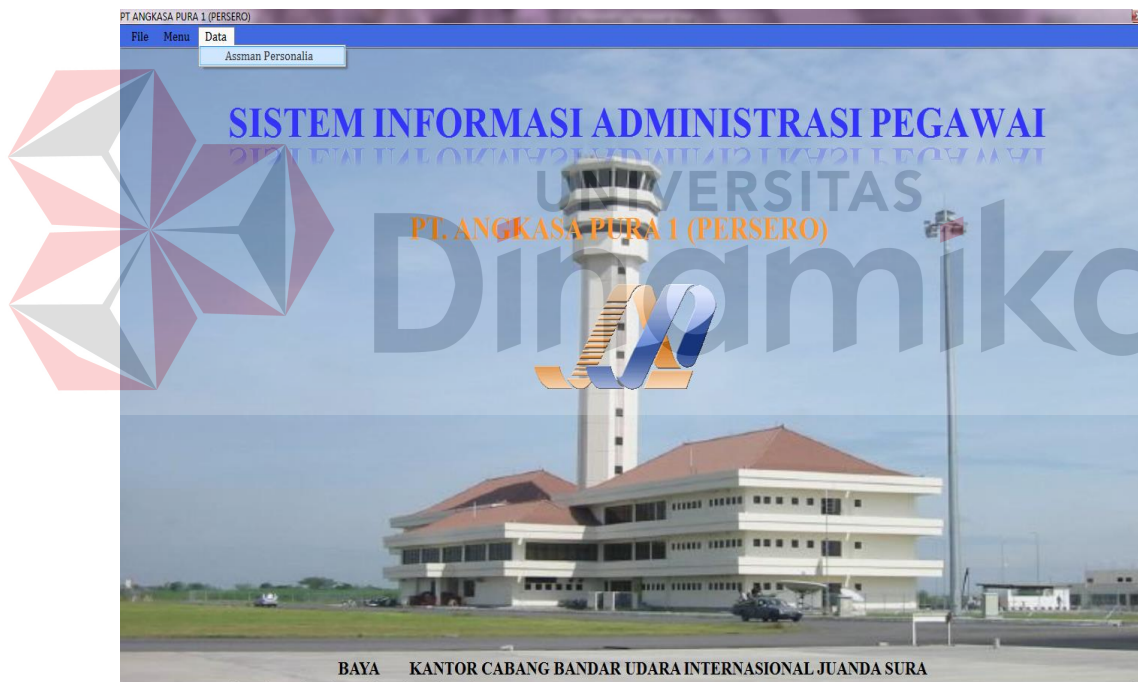 PT ANGKASA PURA 1 (PERSERO)
File Menu Data
Assman Personalia
SISTEM INFORMASI ADMINISTRASI PEGAWAI
UNIVERSITAS
PT. ANGKASA PURA 1 (PERSERO)
Dinamika
BAYA KANTOR CABANG BANDAR UDARA INTERNASIONAL JUANDA SURA